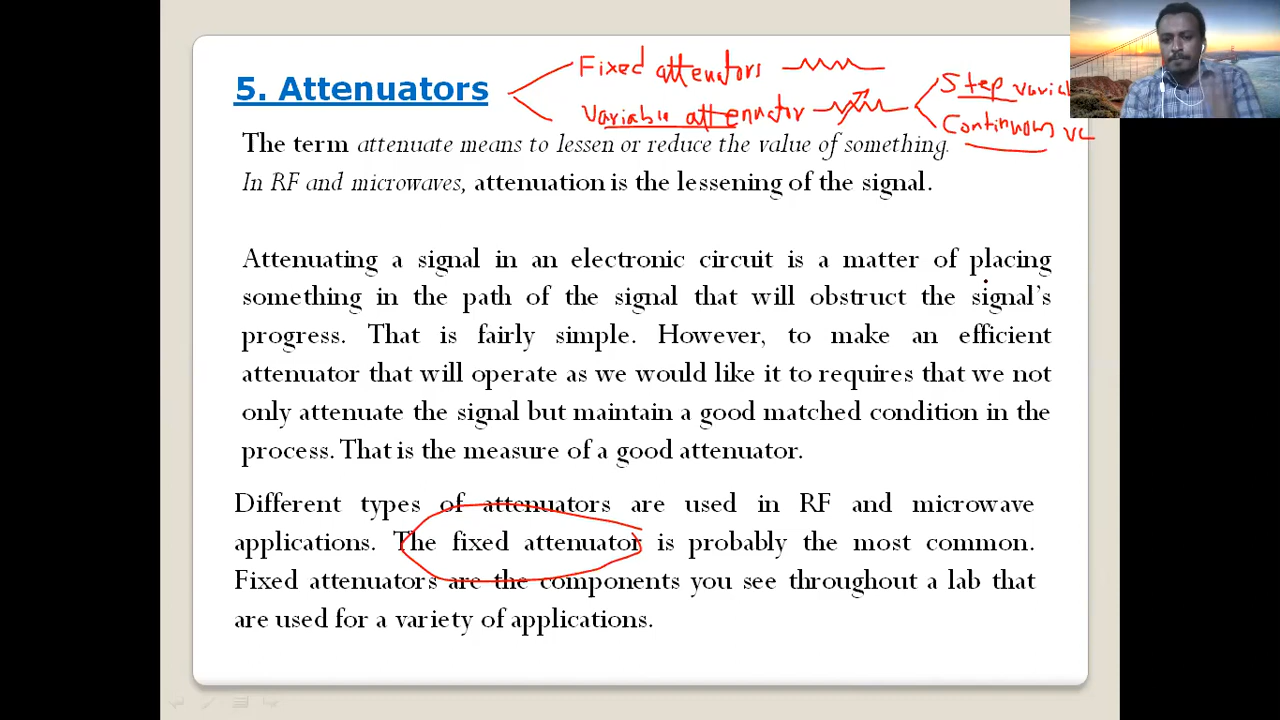 5. Attenuators
Fixed attenuators
Variable attenuator
Step
Continuous
The term attenuate means to lessen or reduce the value of something.
In RF and microwaves, attenuation is the lessening of the signal.
Attenuating a signal in an electronic circuit is a matter of placing
something in the path of the signal that will obstruct the signal's
progress. That is fairly simple. However, to make an efficient
attenuator that will operate as we would like it to requires that we not
only attenuate the signal but maintain a good matched condition in the
process. That is the measure of a good attenuator.
Different types of attenuators are used in RF and microwave
applications. The fixed attenuator is probably the most common.
Fixed attenuators are the components you see throughout a lab that
are used for a variety of applications.